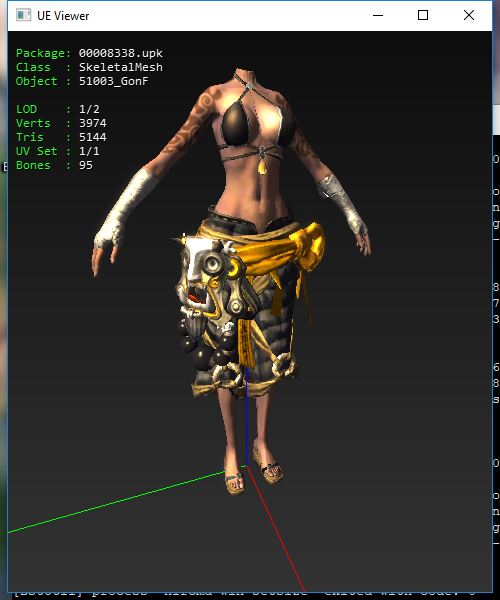 UE Viewer
Package: 00008338.upk
Class : SkeletalMesh
Object : 51003_GonF
LOD : 1/2
Verts : 3974
Tris : 5144
UV Set : 1/1
Bones : 95